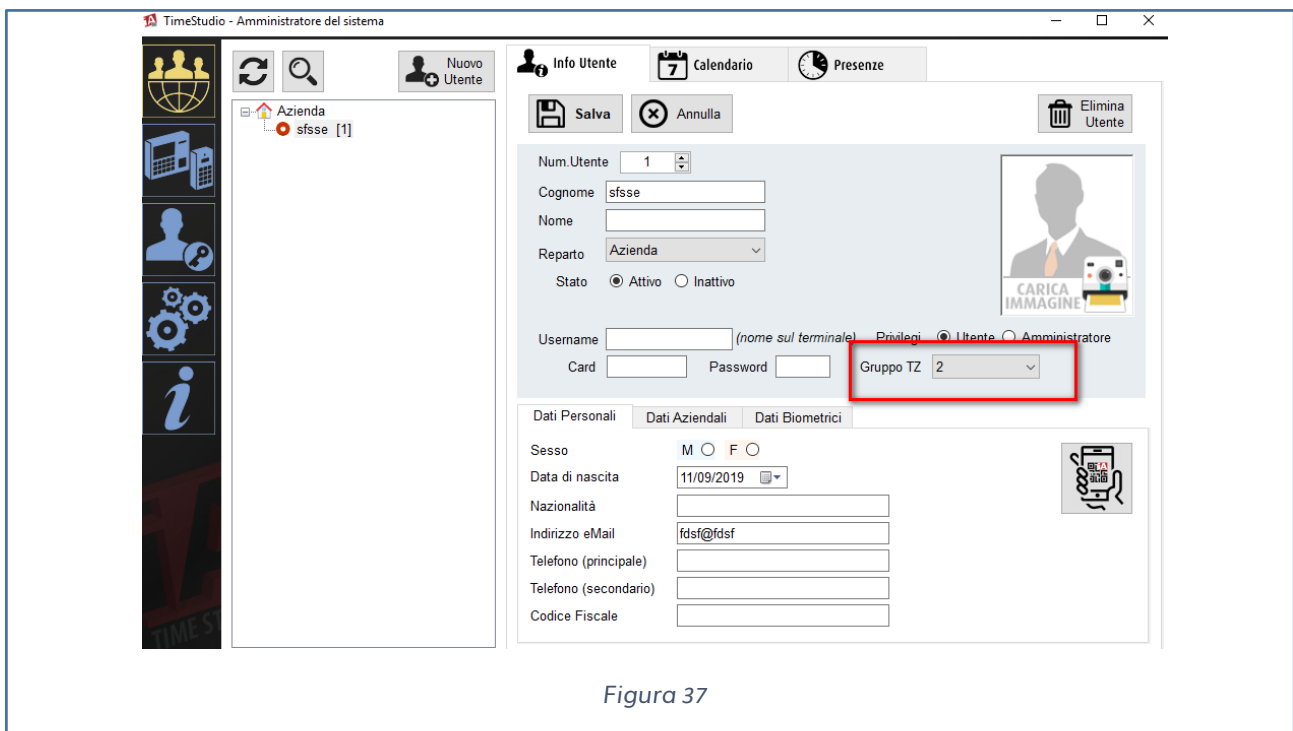 TimeStudio - Amministratore del sistema
Nuovo
Utente
Info Utente
7
Calendario
Presenze
Azienda
sfsse [1]
Salva
Annulla
Elimina
Utente
Num.Utente 1
Cognome sfsse
Nome
Reparto Azienda
Stato Attivo Inattivo
CARICA
IMMAGINE
Username (nome sul terminale) Privilegi Utente Amministratore
Card Password Gruppo TZ 2
Dati Personali Dati Aziendali Dati Biometrici
Sesso M F
Data di nascita 11/09/2019
Nazionalità
Indirizzo eMail fdsf@fdsf
Telefono (principale)
Telefono (secondario)
Codice Fiscale
TIME ST
Figura 37